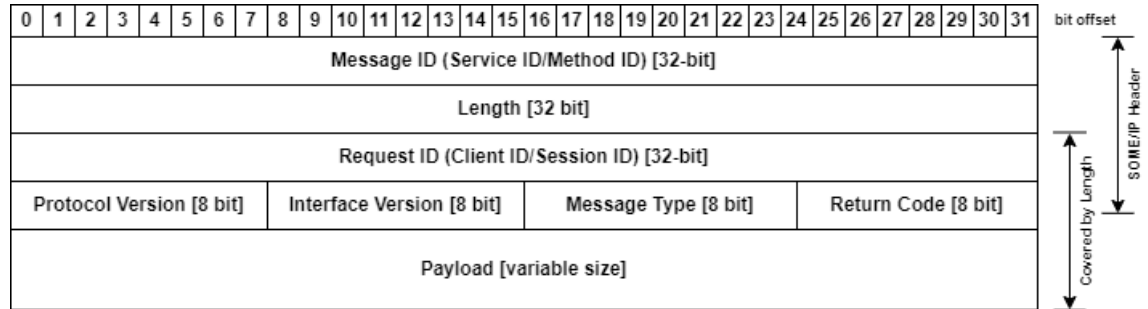 0 1 2 3 4 5 6 7 8 9 10 11 12 13 14 15 16 17 18 19 20 21 22 23 24 25 26 27 28 29 30 31 bit offset
Message ID (Service ID/Method ID) [32-bit]
Length [32 bit]
Request ID (Client ID/Session ID) [32-bit]
Protocol Version [8 bit] Interface Version [8 bit] Message Type [8 bit] Return Code [8 bit]
Payload [variable size]
SOME/IP Header
Covered by Length